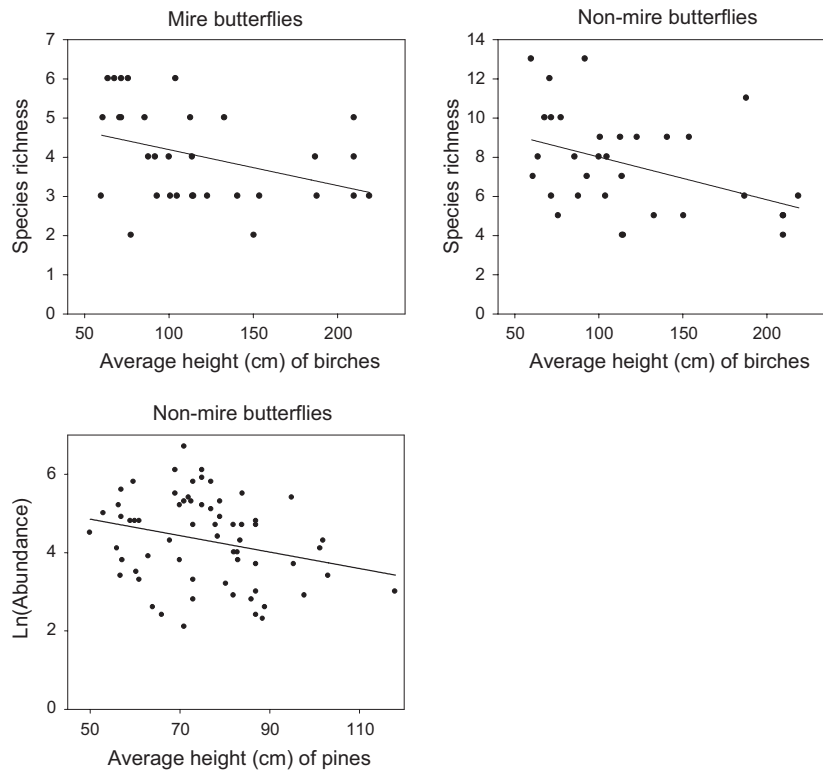 Mire butterflies
7
6
5
4
3
2
1
0
Species richness
50 100 150 200
Average height (cm) of birches
Non-mire butterflies
14
12
10
8
6
4
2
0
Species richness
50 100 150 200
Average height (cm) of birches
Non-mire butterflies
6
4
2
0
Ln(Abundance)
50 70 90 110
Average height (cm) of pines